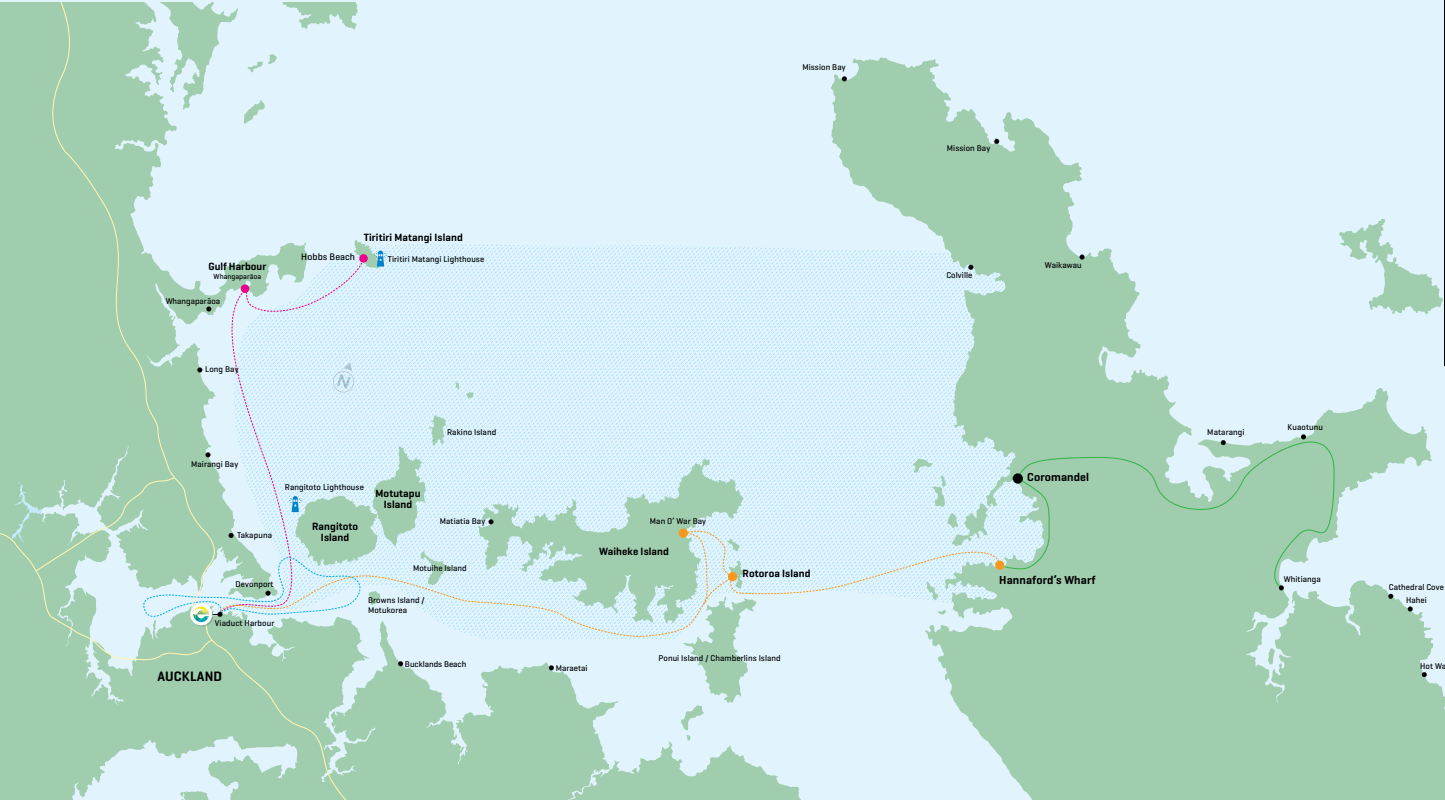 Mission Bay
Mission Bay
Tiritiri Matangi Island
Hobbs Beach
Tiritiri Matangi Lighthouse
Gulf Harbour
Whangaparāoa
Whangaparāoa
Colville
Waikawau
Long Bay
N
Rakino Island
Matarangi
Kuaotunu
Mairangi Bay
Coromandel
Rangitoto Lighthouse
Motutapu
Island
Rangitoto
Island
Matiatia Bay
Man O' War Bay
Takapuna
Waiheke Island
Motuihe Island
Rotoroa Island
Hannaford's Wharf
Devonport
Whitianga
Cathedral Cove
Hahei
Browns Island /
Motukorea
Viaduct Harbour
Ponui Island / Chamberlins Island
Bucklands Beach
Maraetai
Hot Wa
AUCKLAND